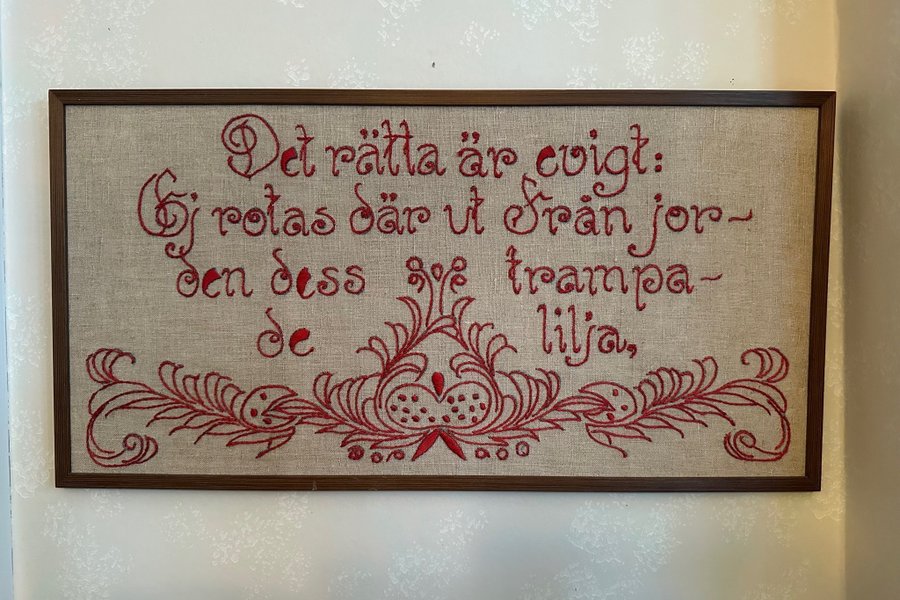 Det rätta är evigt:
Ej rotas där ut från jor-
den dess trampa-
de lilja,